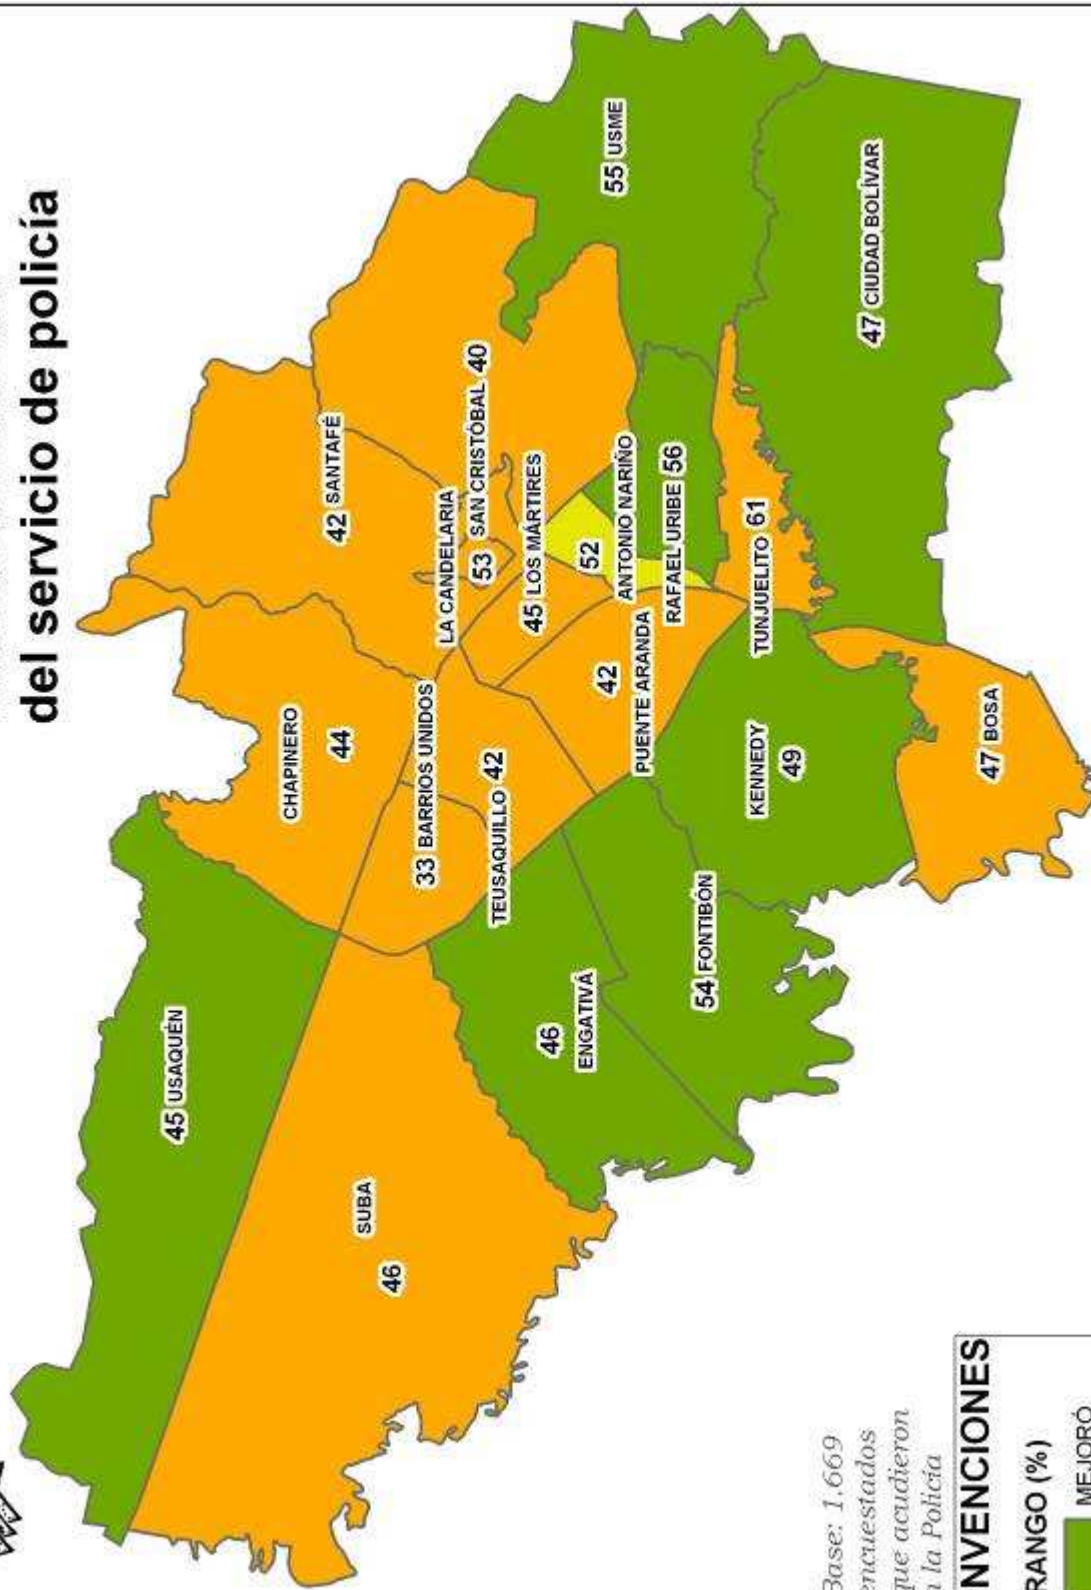 del servicio de policía
45 USAQUÉN
CHAPINERO
44
42 SANTAFÉ
SUBA
46
33 BARRIOS UNIDOS
LA CANDELARIA
53
SAN CRISTÓBAL 40
TEUSAQUILLO 42
45 LOS MÁRTIRES
46
ENGATIVÁ
52
ANTONIO NARIÑO
55 USME
42
PUENTE ARANDA
RAFAEL URIBE 56
54 FONTIBÓN
KENNEDY
49
TUNJUELITO 61
47 CIUDAD BOLÍVAR
47 BOSA
Base: 1.669
encuestados
que acudieron
la Policía
NVENCIONES
RANGO (%)
MEJORÓ